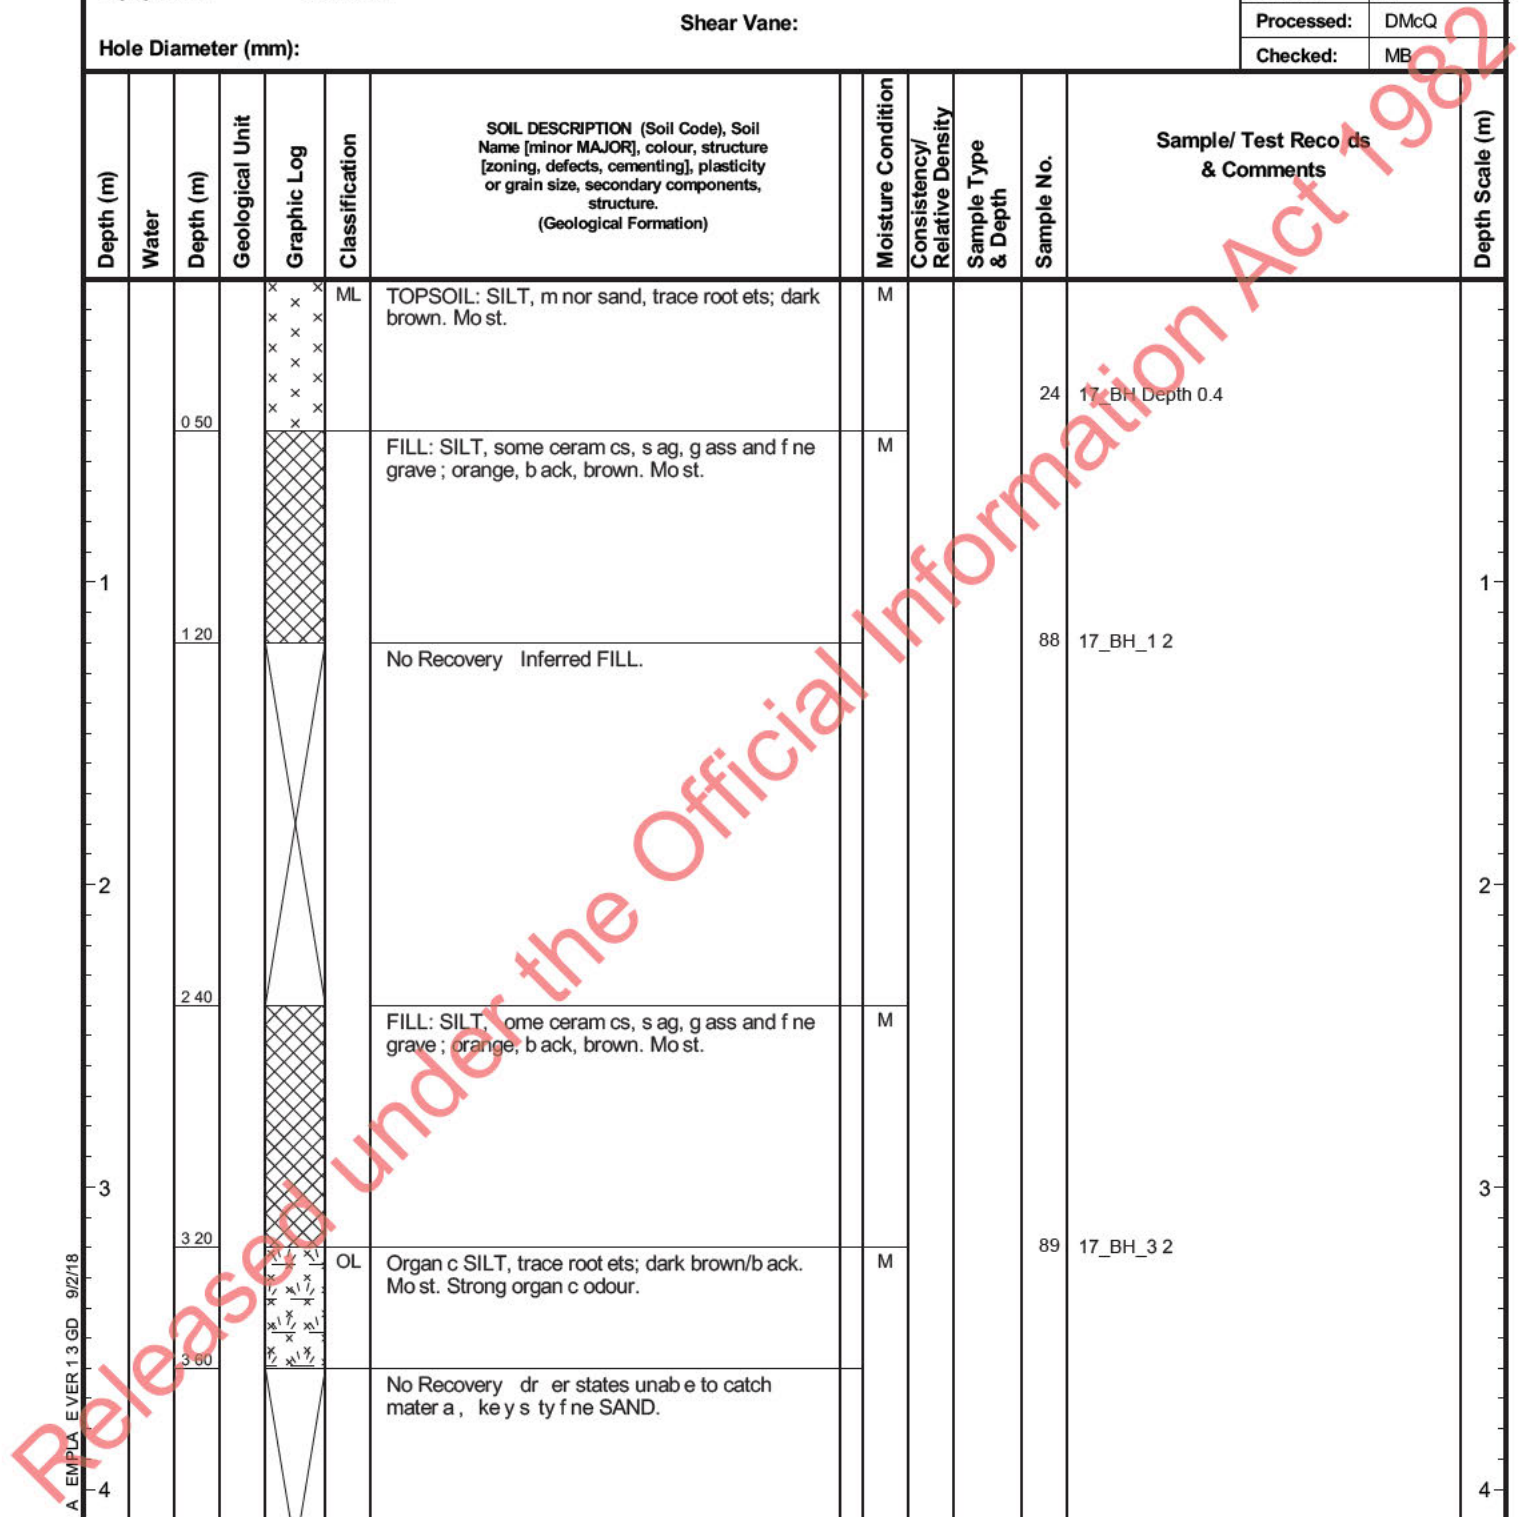 Shear Vane:
Processed: DMcQ
Hole Diameter (mm):
Checked: MB
Depth (m)
Water
Depth (m)
Geological Unit
Graphic Log
Classification
SOIL DESCRIPTION (Soil Code), Soil
Name [minor MAJOR], colour, structure
[zoning, defects, cementing], plasticity
or grain size, secondary components,
structure.
(Geological Formation)
Moisture Condition
Consistency/
Relative Density
Sample Type
& Depth
Sample No.
Sample/ Test Reco ds
& Comments
Depth Scale (m)
ML TOPSOIL: SILT, m nor sand, trace root ets; dark M
brown. Mo st.
24 17_BH Depth 0.4
0 50
FILL: SILT, some ceram cs, s ag, g ass and f ne M
grave ; orange, b ack, brown. Mo st.
1 1
1 20
88 17_BH_1 2
No Recovery Inferred FILL.
2 2
2 40
FILL: SILT, ome ceram cs, s ag, g ass and f ne M
grave ; orange, b ack, brown. Mo st.
3 3
3 20
89 17_BH_3 2
OL Organ c SILT, trace root ets; dark brown/b ack. M
Mo st. Strong organ c odour.
3 60
No Recovery dr er states unab e to catch
mater a , ke y s ty f ne SAND.
4 4
A EMPLA E VER 1 3 GD 9/2/18
Released under the Official Information Act 1982